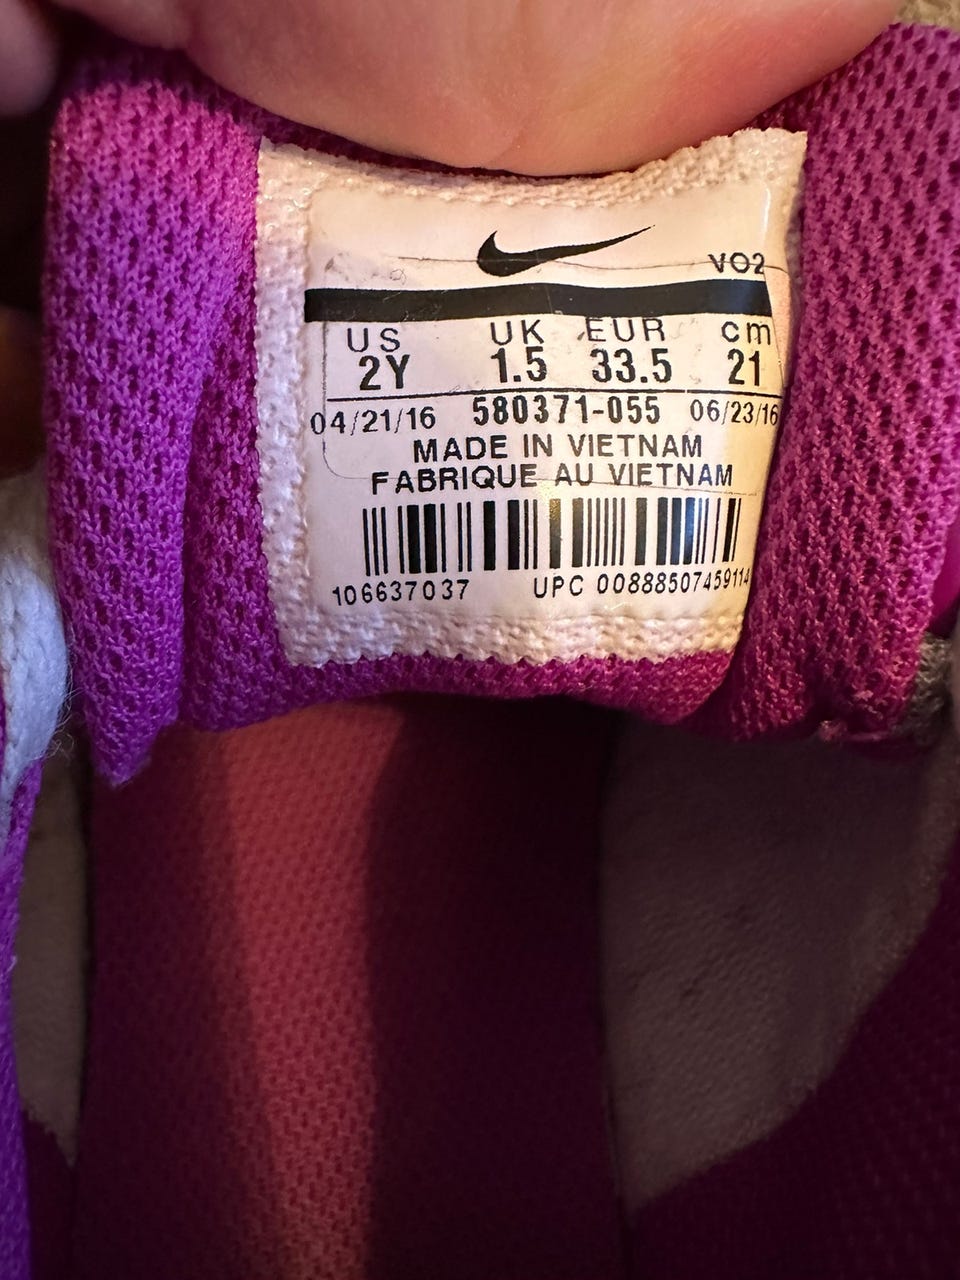 VO2
US UK EUR cm
2Y 1.5 33.5 21
04/21/16 580371-055 06/23/16
MADE IN VIETNAM
FABRIQUE AU VIETNAM
106637037 UPC 00888507459114